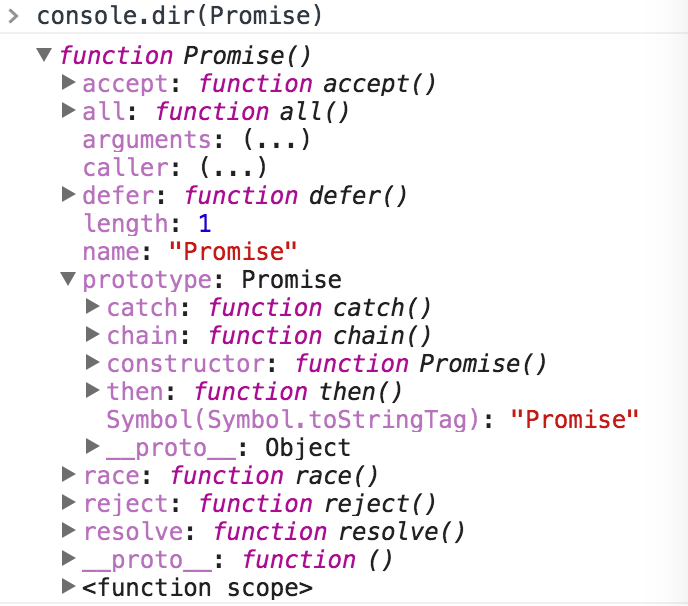 > console.dir(Promise)
▼ function Promise()
▶ accept: function accept()
▶ all: function all()
arguments: (...)
caller: (...)
▶ defer: function defer()
length: 1
name: "Promise"
▼ prototype: Promise
▶ catch: function catch()
▶ chain: function chain()
▶ constructor: function Promise()
▶ then: function then()
Symbol(Symbol.toStringTag): "Promise"
▶ __proto__: Object
▶ race: function race()
▶ reject: function reject()
▶ resolve: function resolve()
▶ __proto__: function ()
▶ <function scope>